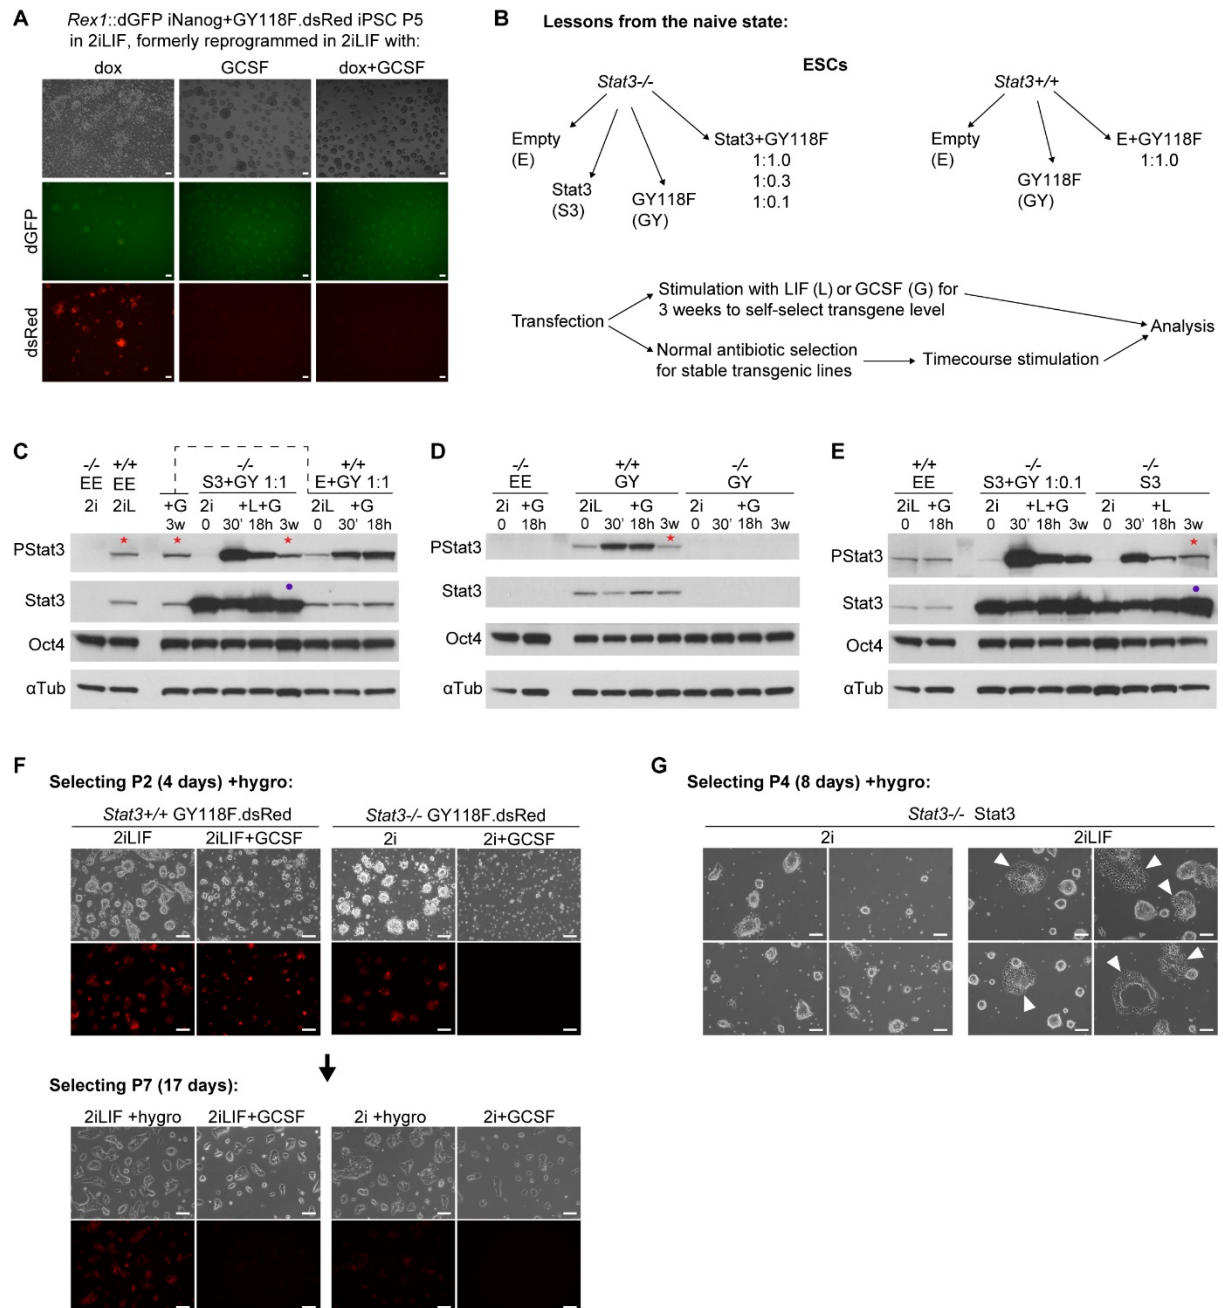 A
Rex1::dGFP iNanog+GY118F.dsRed iPSC P5
in 2iLIF, formerly reprogrammed in 2iLIF with:
dox GCSF dox+GCSF
dGFP
dsRed
B
Lessons from the naive state:
ESCs
Stat3-/- Stat3+/+
Empty
(E)
Stat3
(S3)
GY118F
(GY)
Stat3+GY118F
1:1.0
1:0.3
1:0.1
Empty
(E)
GY118F
(GY)
E+GY118F
1:1.0
Transfection
Stimulation with LIF (L) or GCSF (G) for
3 weeks to self-select transgene level
Normal antibiotic selection
for stable transgenic lines
Timecourse stimulation
Analysis
C
-/- +/+ -/- +/+
EE EE S3+GY 1:1 E+GY 1:1
2i 2iL +G 2i +L+G 2iL +G
3w 0 30' 18h 3w 0 30' 18h
PStat3
Stat3
Oct4
αTub
D
-/- +/+ -/-
EE GY GY
2i +G 2iL +G 2i +G
0 18h 0 30' 18h 3w 0 30' 18h 3w
PStat3
Stat3
Oct4
αTub
E
+/+ -/- -/-
EE S3+GY 1:0.1 S3
2iL +G 2i +L+G 2i +L
0 18h 0 30' 18h 3w 0 30' 18h 3w
PStat3
Stat3
Oct4
αTub
F
Selecting P2 (4 days) +hygro:
Stat3+/+ GY118F.dsRed Stat3-/- GY118F.dsRed
2iLIF 2iLIF+GCSF 2i 2i+GCSF
Selecting P7 (17 days):
2iLIF +hygro 2iLIF+GCSF 2i +hygro 2i+GCSF
G
Selecting P4 (8 days) +hygro:
Stat3-/- Stat3
2i 2iLIF